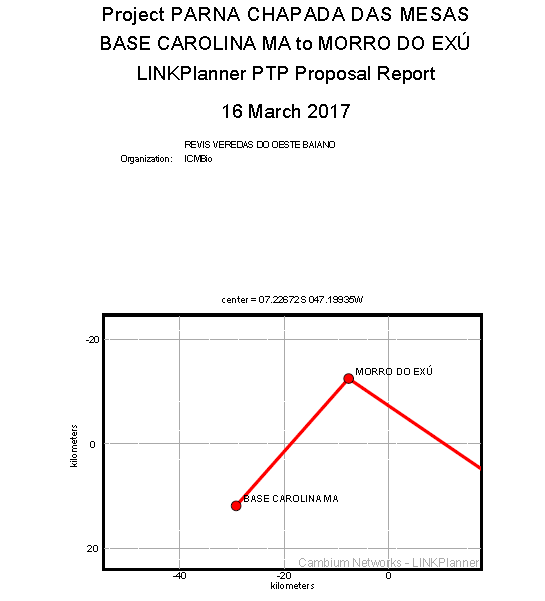 Project PARNA CHAPADA DAS MESAS
BASE CAROLINA MA to MORRO DO EXÚ
LINKPlanner PTP Proposal Report
16 March 2017
REVIS VEREDAS DO OESTE BAIANO
Organization: ICMBio
center = 07.22672S 047.19935W
-20
MORRO DO EXÚ
kilometers
0
BASE CAROLINA MA
20
Cambium Networks - LINKPlanner
-40 -20 0
kilometers